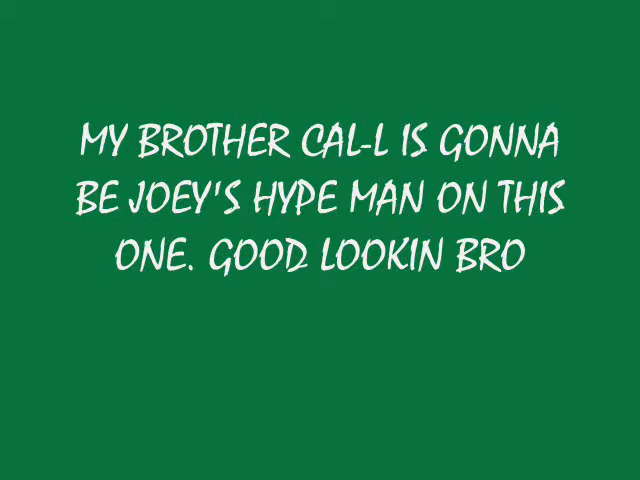 MY BROTHER CAL-L IS GONNA
BE JOEY'S HYPE MAN ON THIS
ONE. GOOD LOOKIN BRO